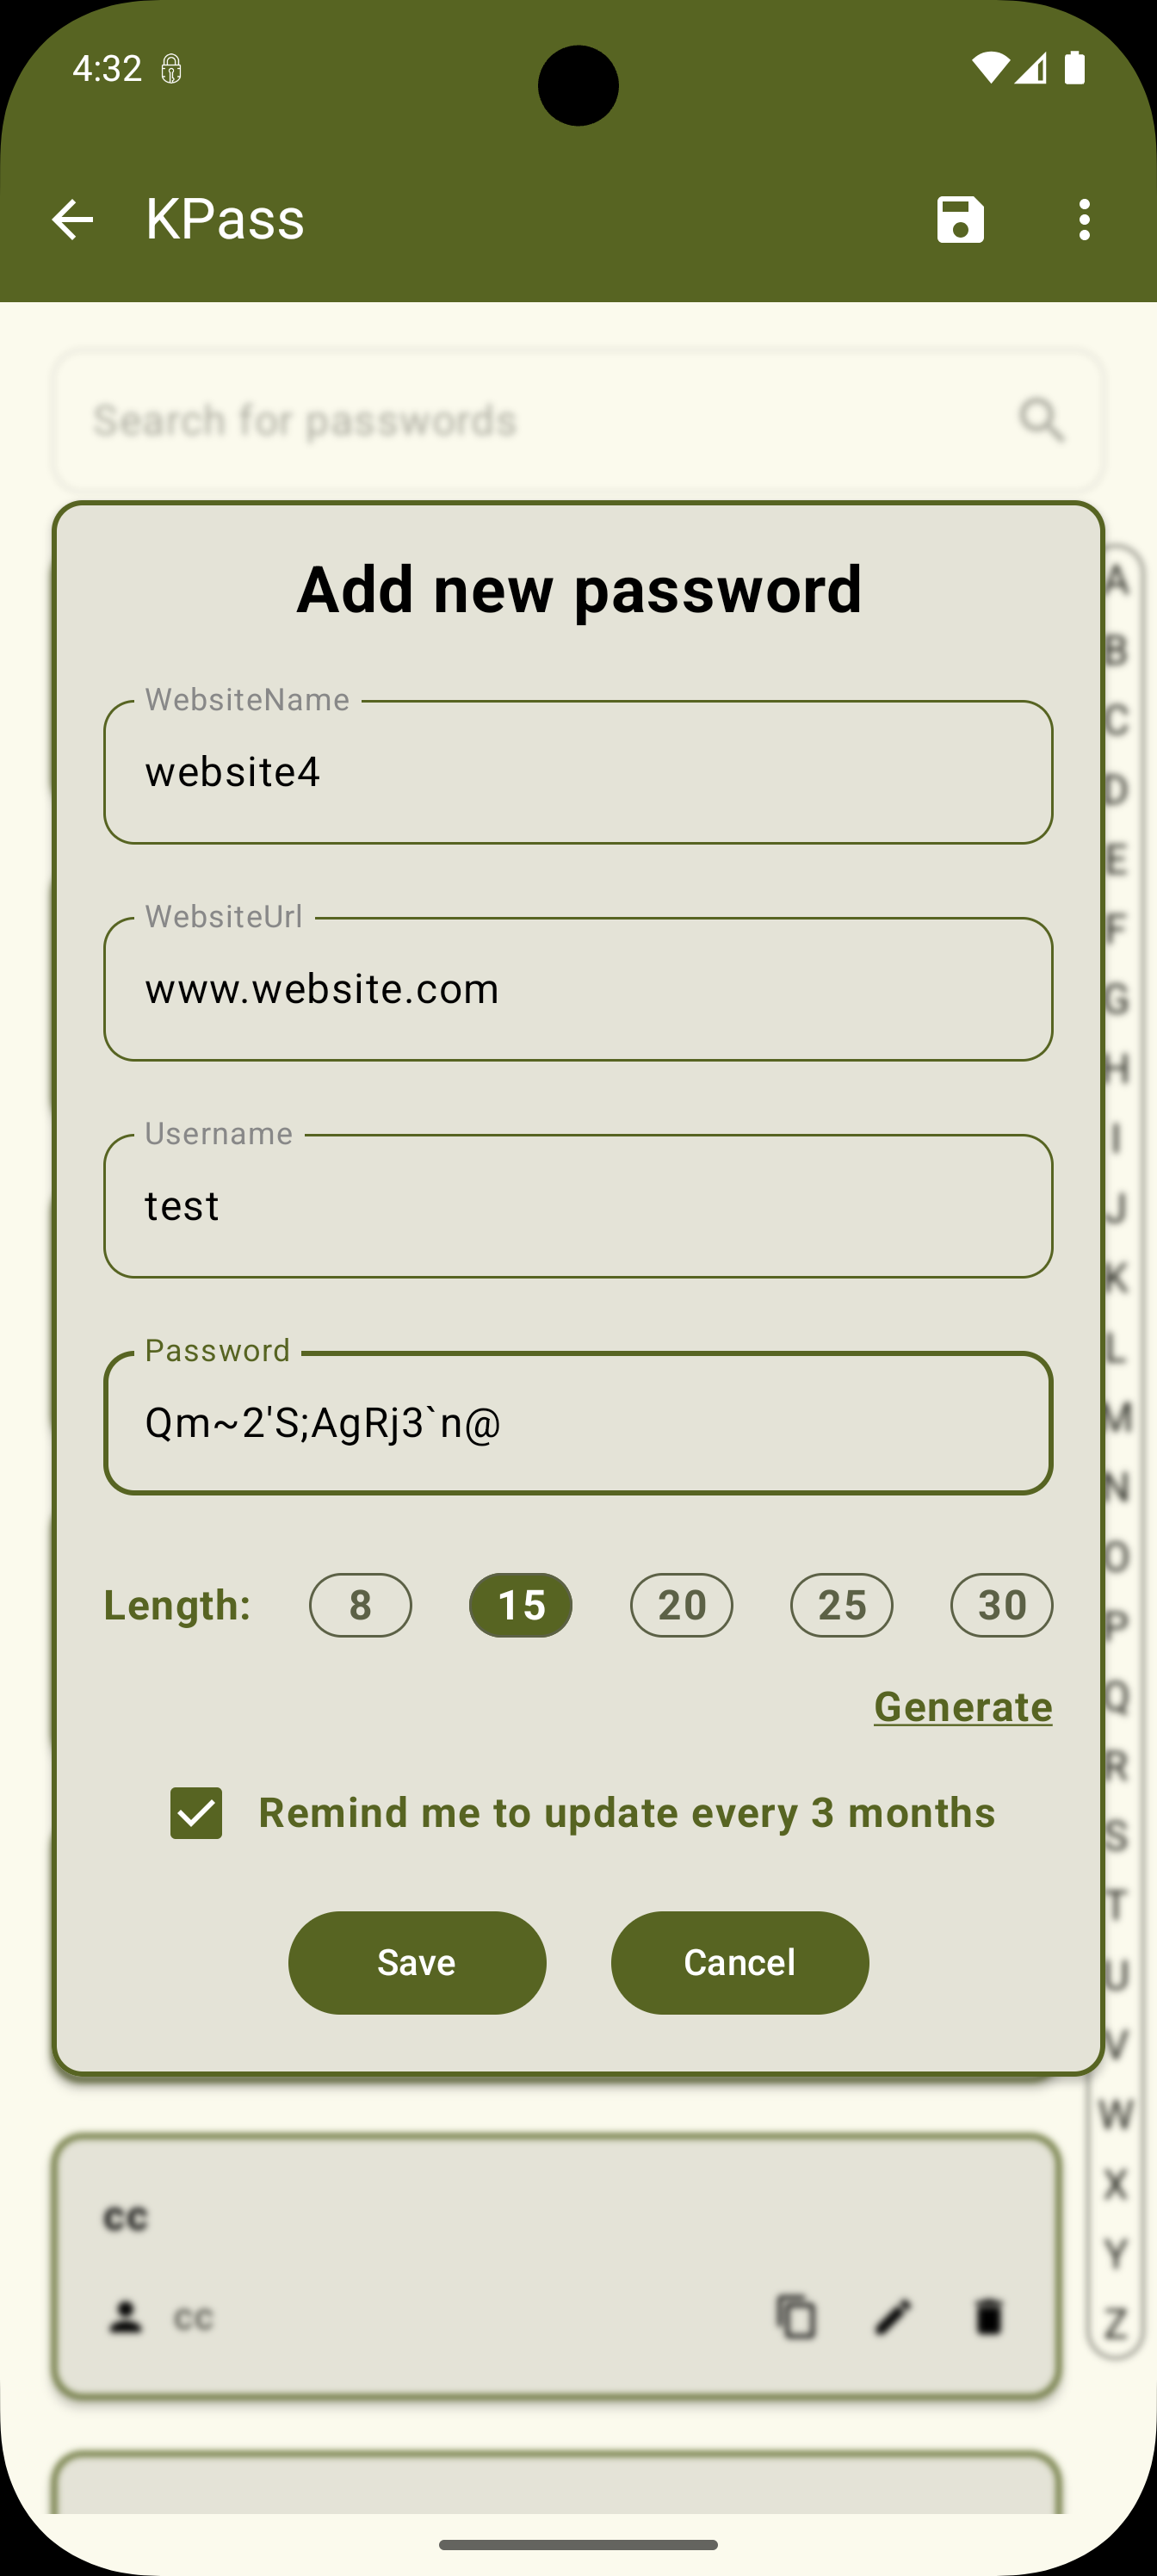 4:32
KPass
Search for passwords
Add new password
WebsiteName
website4
WebsiteUrl
www.website.com
Username
test
Password
Qm~2'S;AgRj3`n@
Length: 8 15 20 25 30
Generate
Remind me to update every 3 months
Save Cancel
cc
cc
A
B
C
D
E
F
G
H
I
J
K
L
M
N
O
P
Q
R
S
T
U
V
W
X
Y
Z